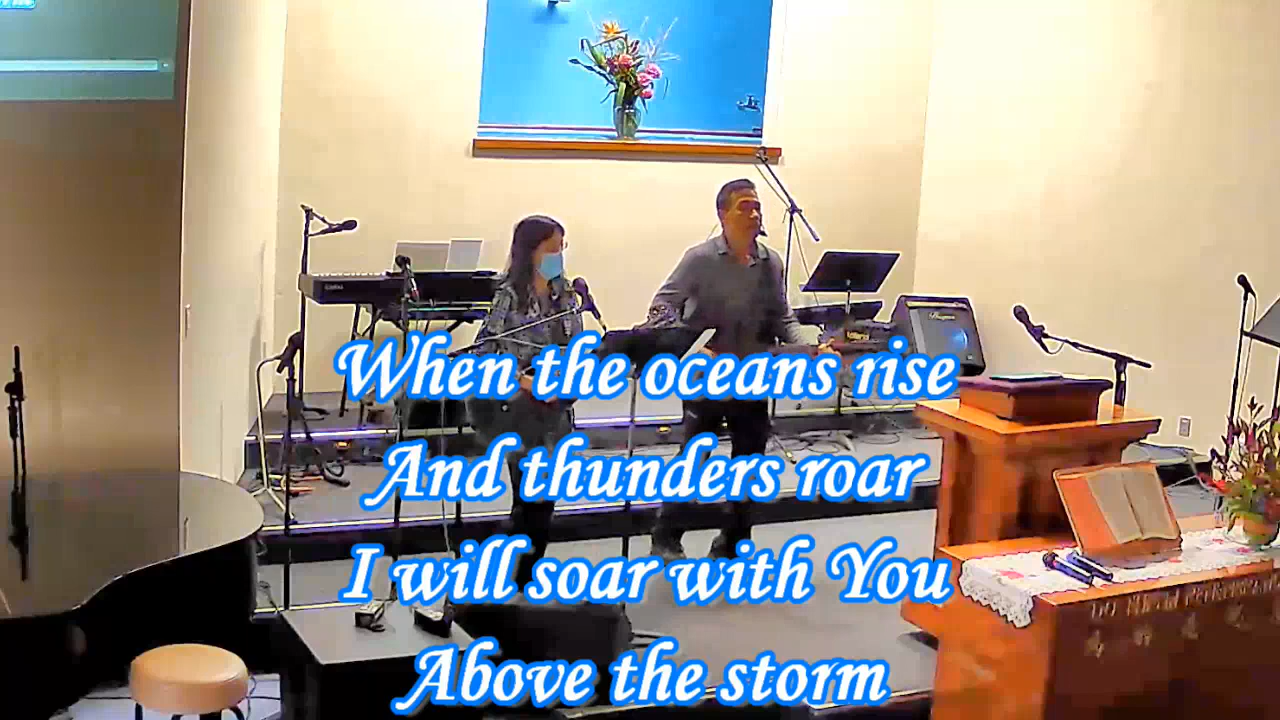 When the oceans rise
And thunders roar
I will soar with You
Above the storm